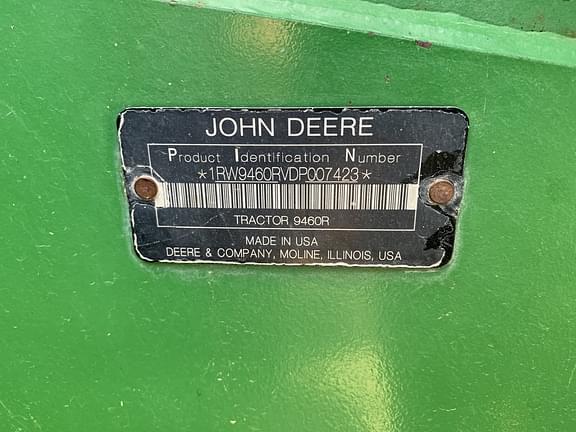 JOHN DEERE
Product Identification Number
*1RW9460RVDP007423*
TRACTOR 9460R
MADE IN USA
DEERE & COMPANY, MOLINE, ILLINOIS, USA